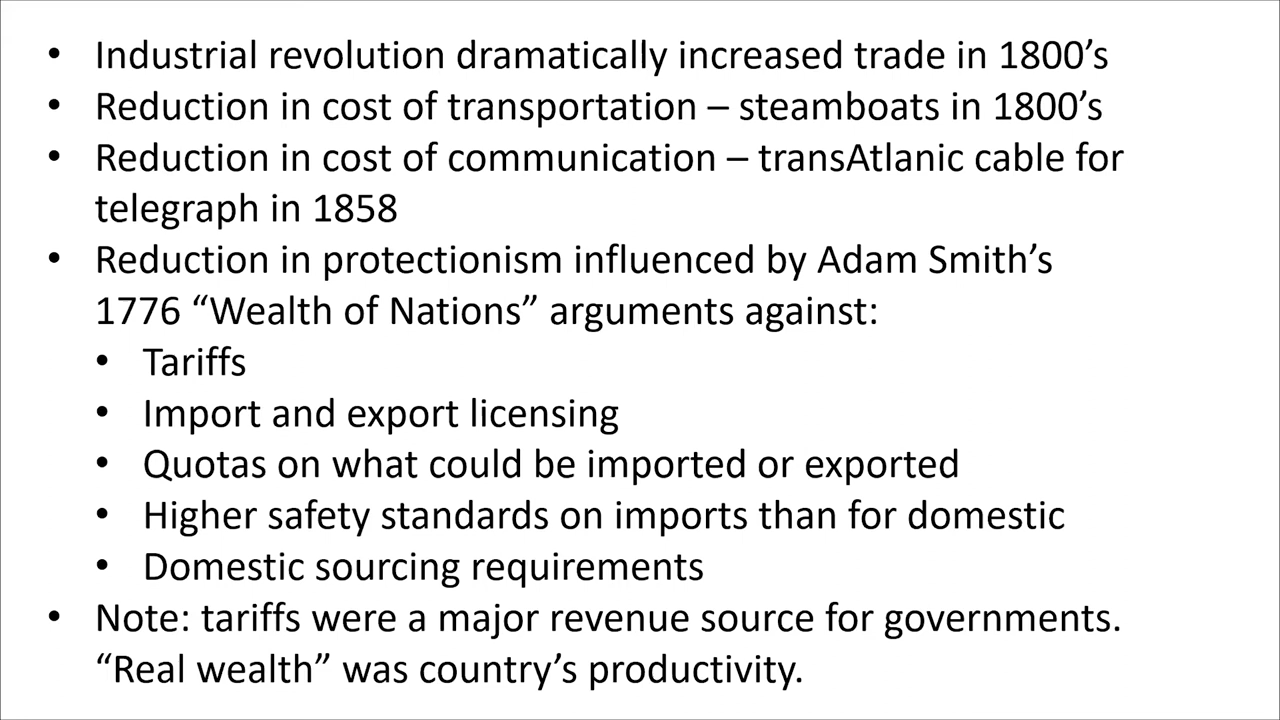 • Industrial revolution dramatically increased trade in 1800’s
• Reduction in cost of transportation – steamboats in 1800’s
• Reduction in cost of communication – transAtlanic cable for
telegraph in 1858
• Reduction in protectionism influenced by Adam Smith’s
1776 “Wealth of Nations” arguments against:
• Tariffs
• Import and export licensing
• Quotas on what could be imported or exported
• Higher safety standards on imports than for domestic
• Domestic sourcing requirements
• Note: tariffs were a major revenue source for governments.
“Real wealth” was country’s productivity.